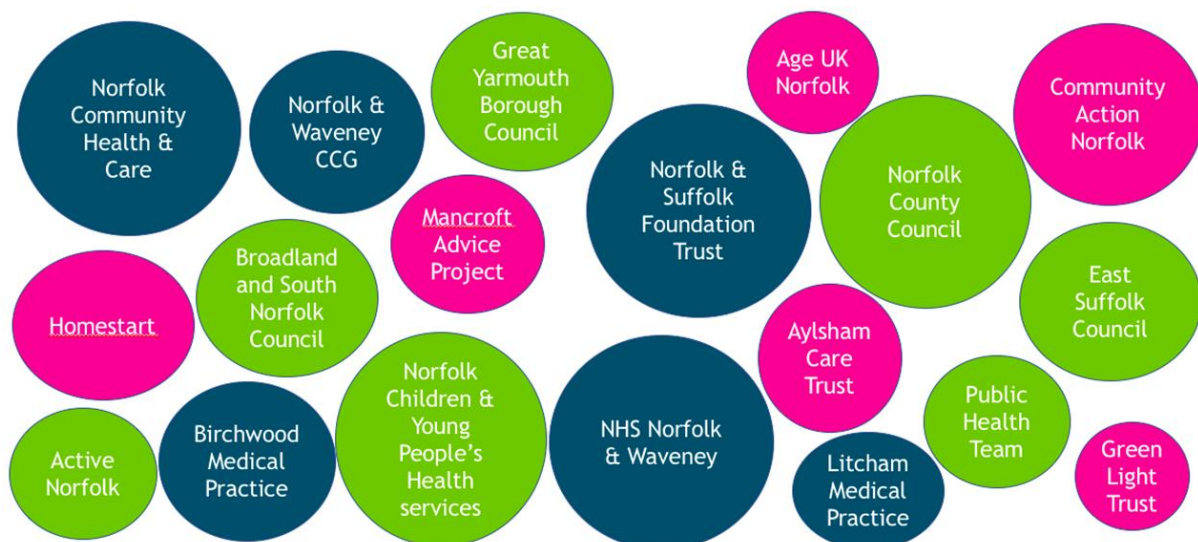 Norfolk
Community
Health &
Care
Norfolk &
Waveney
CCG
Great
Yarmouth
Borough
Council
Age UK
Norfolk
Community
Action
Norfolk
Norfolk &
Suffolk
Foundation
Trust
Norfolk
County
Council
Mancroft
Advice
Project
Broadland
and South
Norfolk
Council
Homestart
East
Suffolk
Council
Aylsham
Care
Trust
Norfolk
Children &
Young
People's
Health
services
NHS Norfolk
& Waveney
Public
Health
Team
Active
Norfolk
Birchwood
Medical
Practice
Litcham
Medical
Practice
Green
Light
Trust